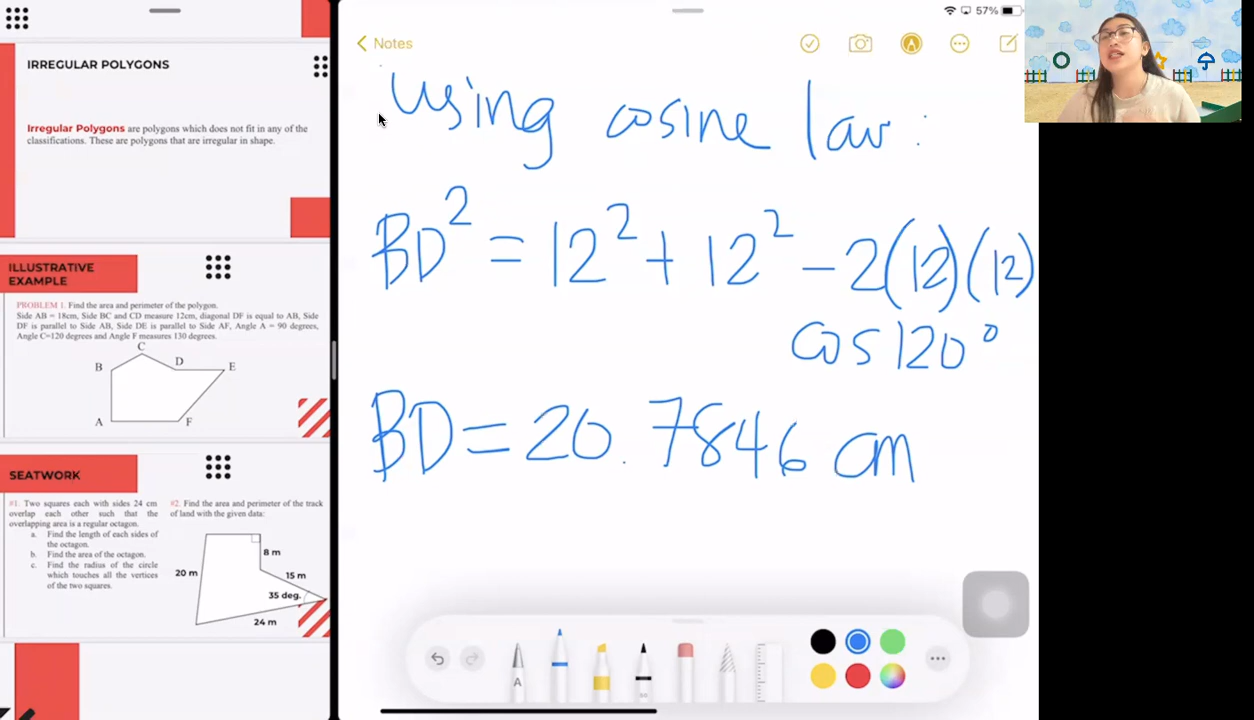 IRREGULAR POLYGONS
Irregular Polygons are polygons which does not fit in any of the
classifications. These are polygons that are irregular in shape.
ILLUSTRATIVE
EXAMPLE
PROBLEM 1. Find the area and perimeter of the polygon.
Side AB = 18cm, Side BC and CD measure 12cm, diagonal DF is equal to AB, Side
DF is parallel to Side AB, Side DE is parallel to Side AF, Angle A = 90 degrees,
Angle C=120 degrees and Angle F measures 130 degrees.
C
B
D
E
A
F
SEATWORK
#1. Two squares each with sides 24 cm
overlap each other such that the
overlapping area is a regular octagon.
a. Find the length of each sides of
the octagon.
b. Find the area of the octagon.
c. Find the radius of the circle
which touches all the vertices
of the two squares.
#2. Find the area and perimeter of the track
of land with the given data:
8 m
20 m
15 m
35 deg.
24 m
57%
Notes
Using cosine law:
BD² = 12² + 12² - 2(12)(12)
cos 120°
BD = 20.7846 cm
A